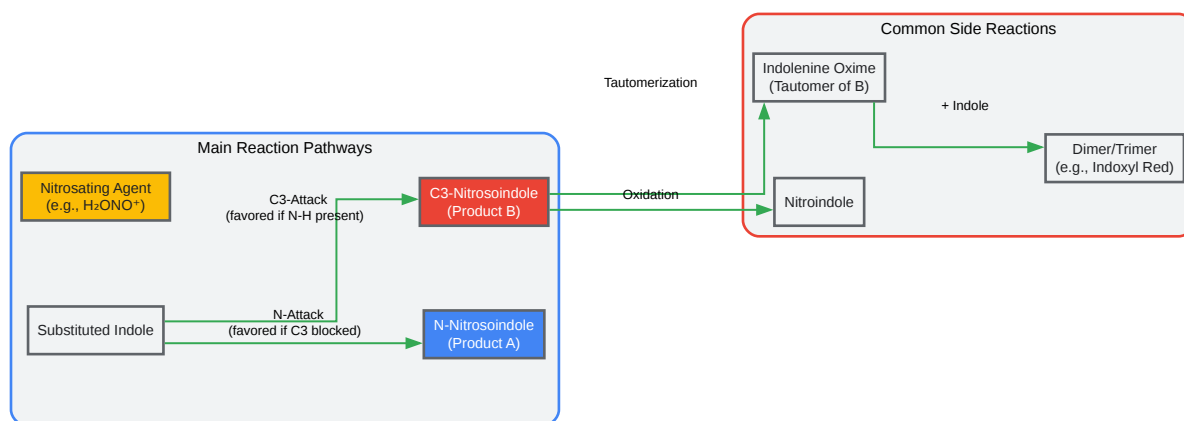 Common Side Reactions
Indolenine Oxime
(Tautomer of B)
Tautomerization
+ Indole
Dimer/Trimer
(e.g., Indoxyl Red)
Main Reaction Pathways
Nitrosating Agent
(e.g., H₂ONO⁺)
C3-Attack
(favored if N-H present)
C3-Nitrosoindole
(Product B)
Oxidation
Nitroindole
Substituted Indole
N-Attack
(favored if C3 blocked)
N-Nitrosoindole
(Product A)